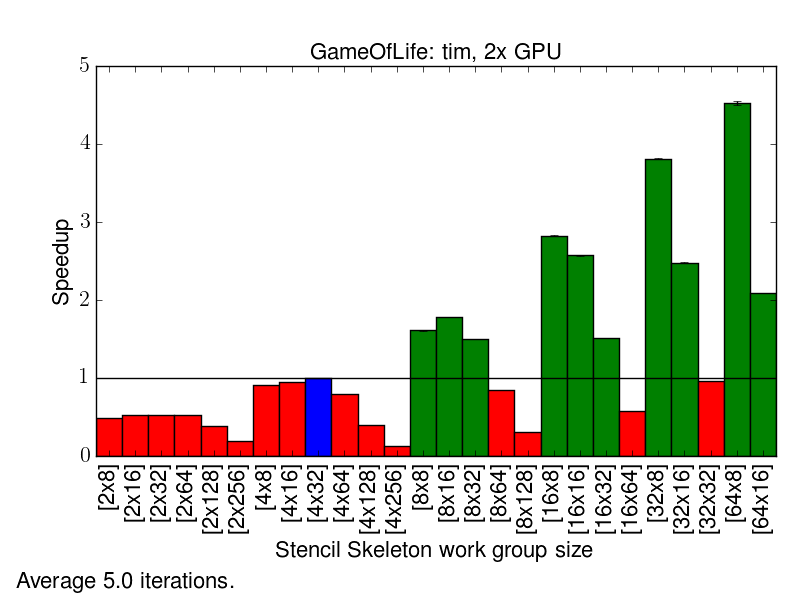 GameOfLife: tim, 2x GPU
5
4
3
2
1
0
Speedup
[2x8]
[2x16]
[2x32]
[2x64]
[2x128]
[2x256]
[4x8]
[4x16]
[4x32]
[4x64]
[4x128]
[4x256]
[8x8]
[8x16]
[8x32]
[8x64]
[8x128]
[16x8]
[16x16]
[16x32]
[16x64]
[32x8]
[32x16]
[32x32]
[64x8]
[64x16]
Stencil Skeleton work group size
Average 5.0 iterations.